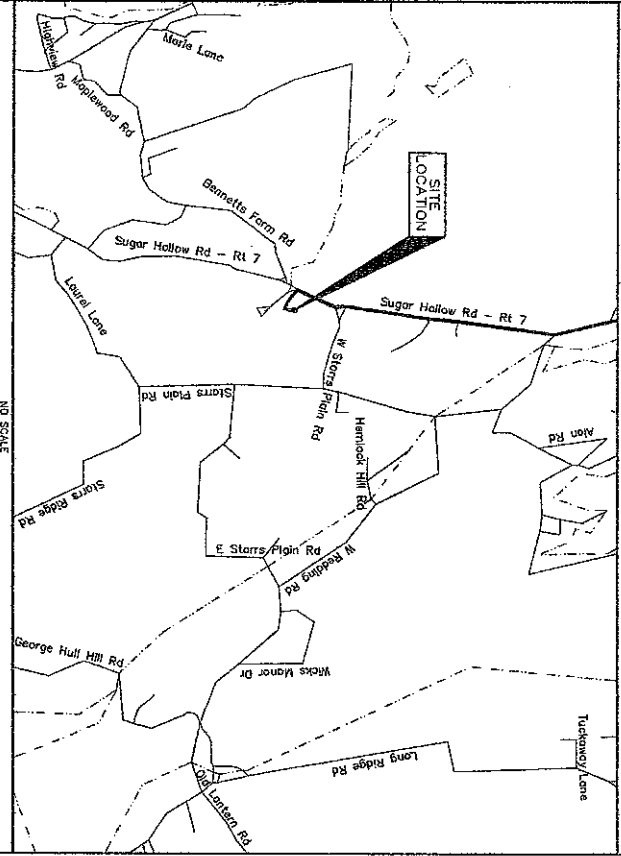 Highview Rd
Maplewood Rd
Merle Lane
Bennetts Farm Rd
Sugar Hollow Rd - Rt 7
SITE
LOCATION
Sugar Hollow Rd - Rt 7
Laurel Lane
W Starrs Plain Rd
Starrs Plain Rd
Hemlock Hill Rd
Alan Rd
Starrs Ridge Rd
NO SCALE
E Starrs Plain Rd
W Redding Rd
George Hull Hill Rd
Wicks Manor Dr
Tuckaway Lane
Long Ridge Rd
Old Lantern Rd